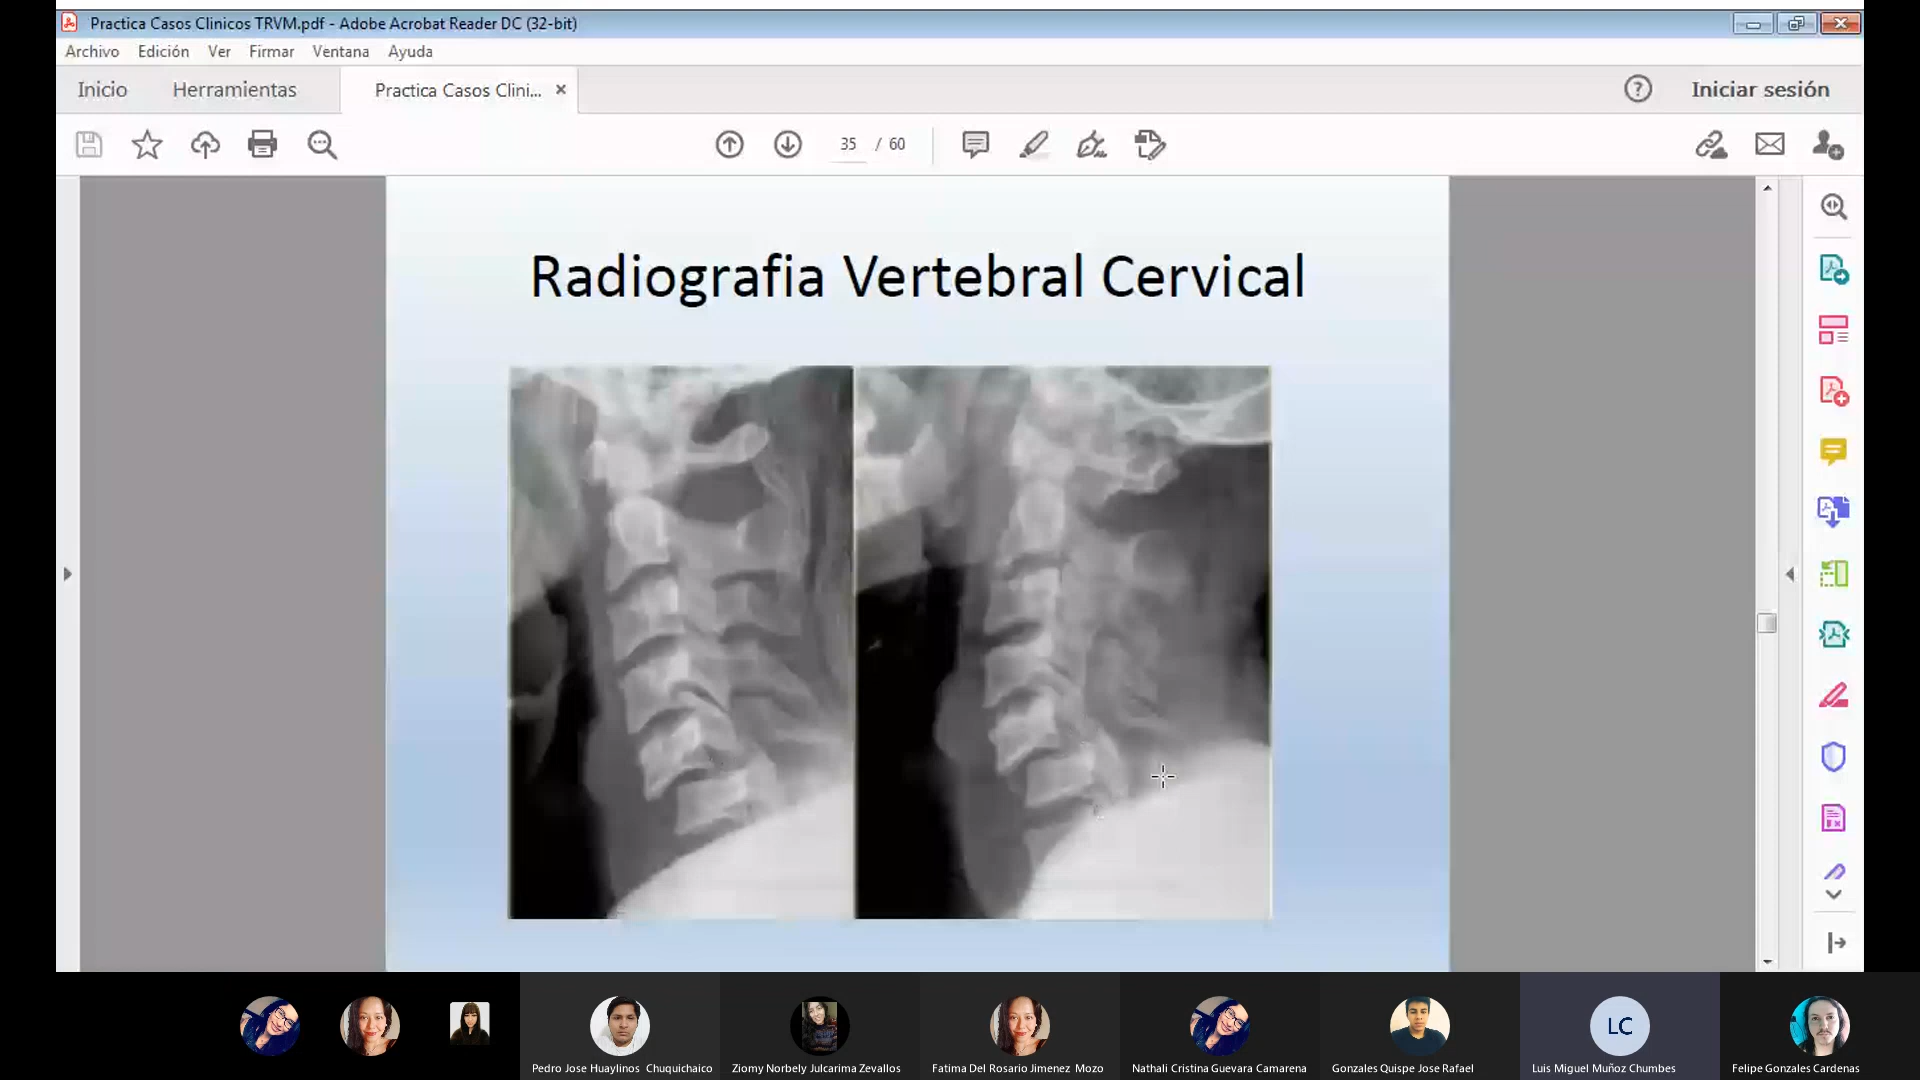 Practica Casos Clinicos TRVM.pdf - Adobe Acrobat Reader DC (32-bit)
Archivo Edición Ver Firmar Ventana Ayuda
Inicio Herramientas Practica Casos Clini... Iniciar sesión
35 / 60
Radiografia Vertebral Cervical
LC
Pedro Jose Huaylinos Chuquichaico
Ziomy Norbely Julcarima Zevallos
Fatima Del Rosario Jimenez Mozo
Nathali Cristina Guevara Camarena
Gonzales Quispe Jose Rafael
Luis Miguel Muñoz Chumbes
Felipe Gonzales Cardenas